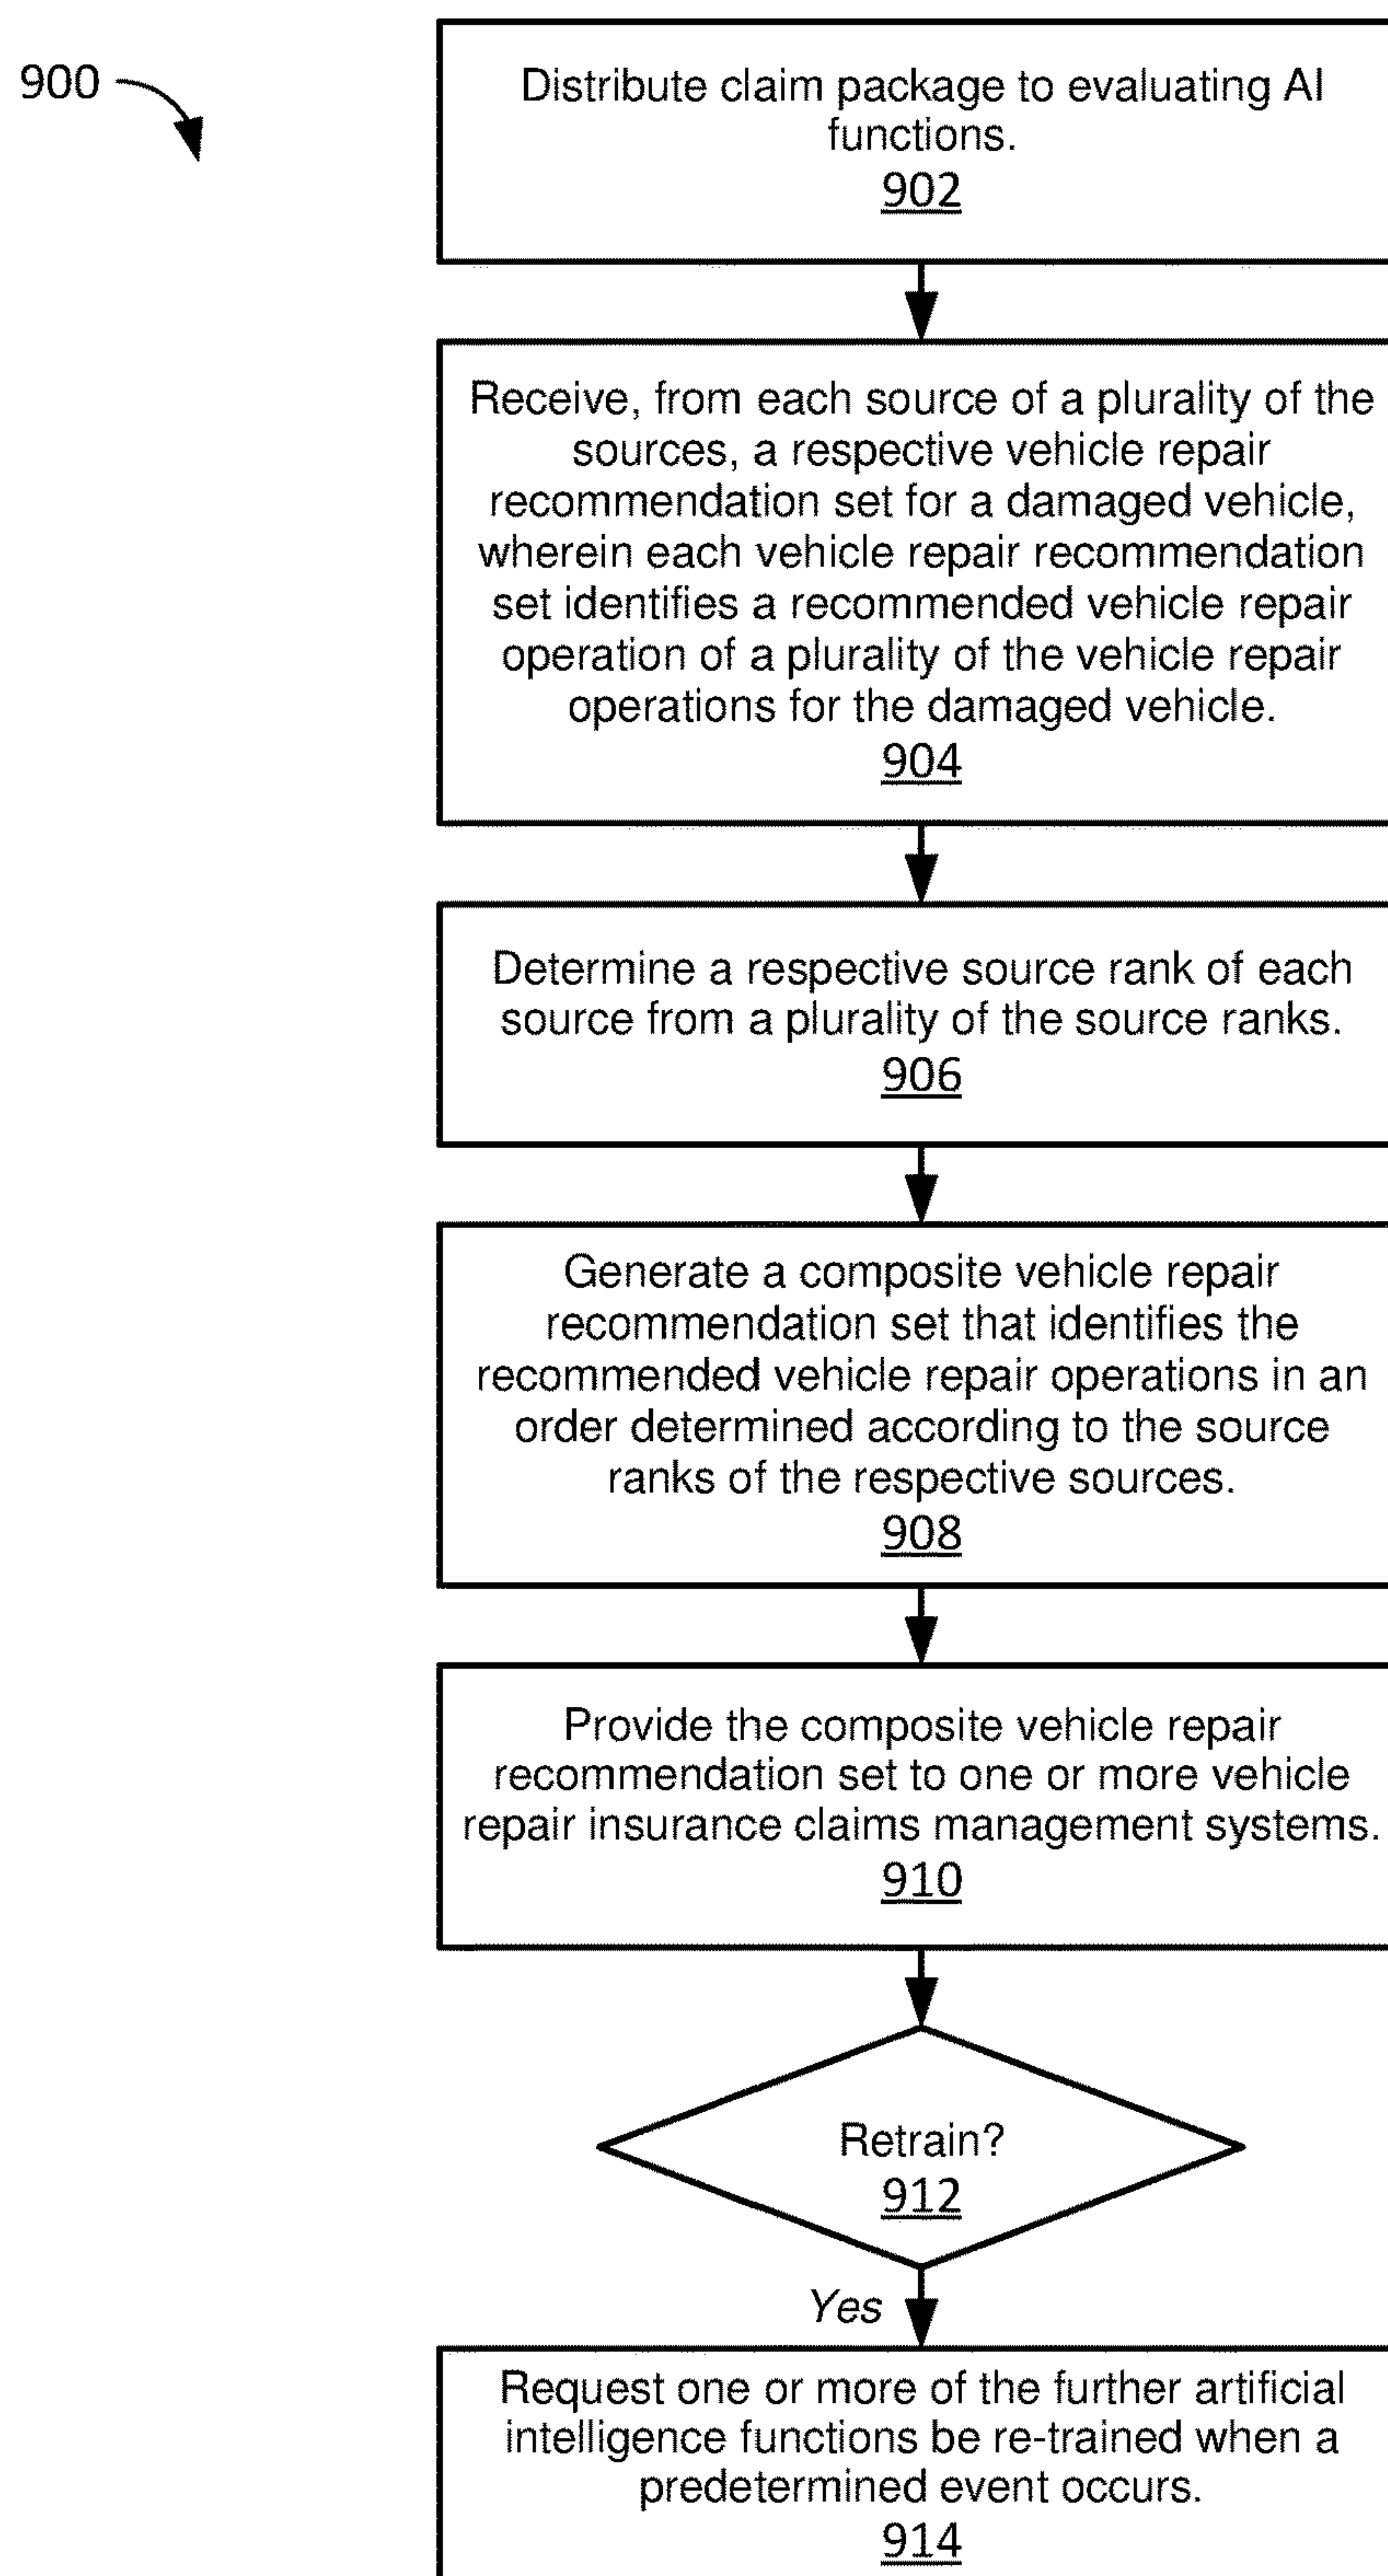 900
Distribute claim package to evaluating AI
functions.
902
Receive, from each source of a plurality of the
sources, a respective vehicle repair
recommendation set for a damaged vehicle,
wherein each vehicle repair recommendation
set identifies a recommended vehicle repair
operation of a plurality of the vehicle repair
operations for the damaged vehicle.
904
Determine a respective source rank of each
source from a plurality of the source ranks.
906
Generate a composite vehicle repair
recommendation set that identifies the
recommended vehicle repair operations in an
order determined according to the source
ranks of the respective sources.
908
Provide the composite vehicle repair
recommendation set to one or more vehicle
repair insurance claims management systems.
910
Retrain?
912
Yes
Request one or more of the further artificial
intelligence functions be re-trained when a
predetermined event occurs.
914